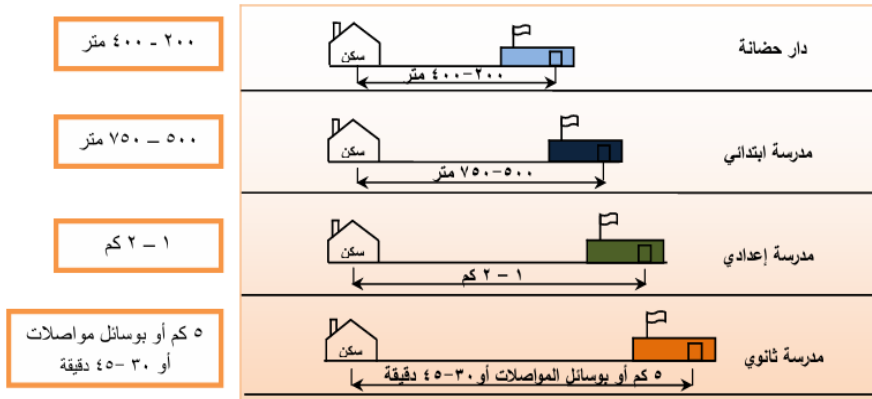 دار حضانة
سكن
٢٠٠-٤٠٠ متر
٢٠٠ - ٤٠٠ متر
مدرسة ابتدائي
سكن
٥٠٠-٧٥٠ متر
٥٠٠ – ٧٥٠ متر
مدرسة إعدادي
سكن
١ – ٢ كم
١ – ٢ كم
مدرسة ثانوي
سكن
٥ كم أو بوسائل المواصلات أو ٣٠-٤٥ دقيقة
٥ كم أو بوسائل مواصلات
أو ٣٠ -٤٥ دقيقة